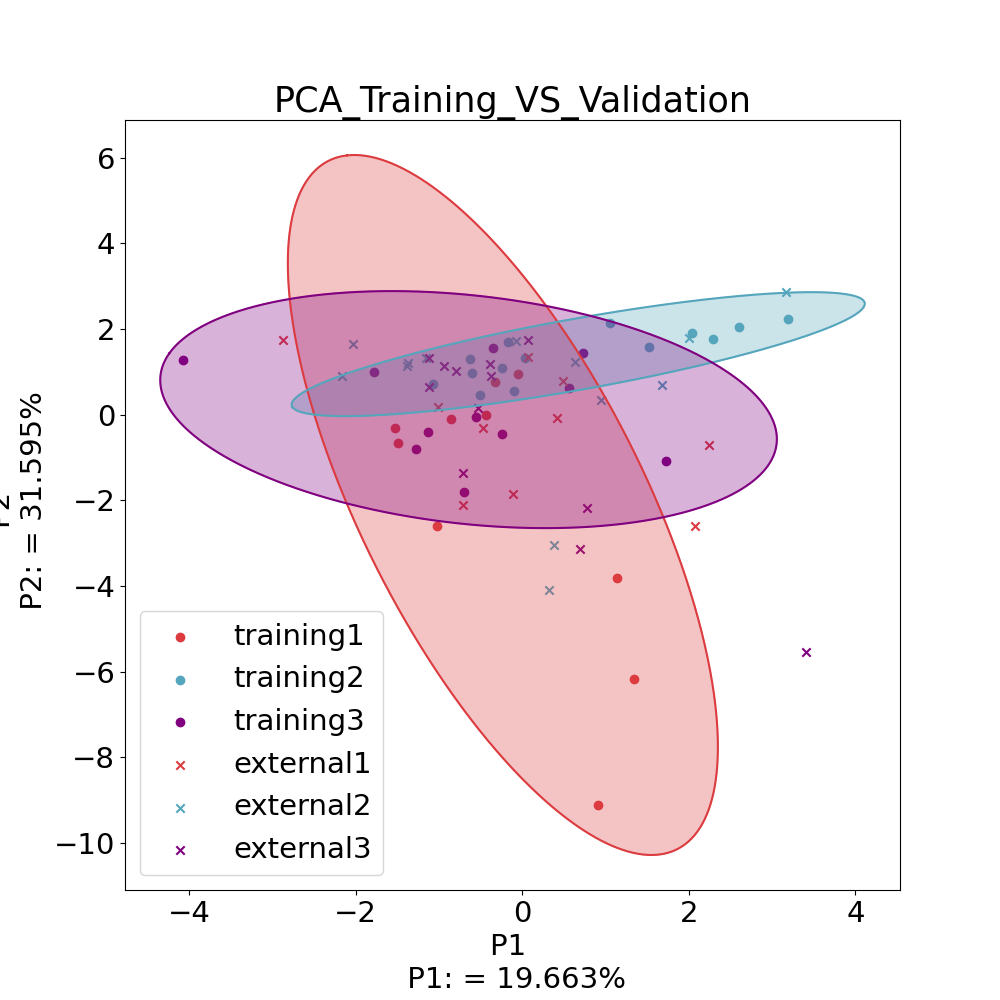 PCA_Training_VS_Validation
6
4
2
0
−2
−4
−6
−8
−10
P2: = 31.595%
training1
training2
training3
external1
external2
external3
−4
−2
0
2
4
P1
P1: = 19.663%